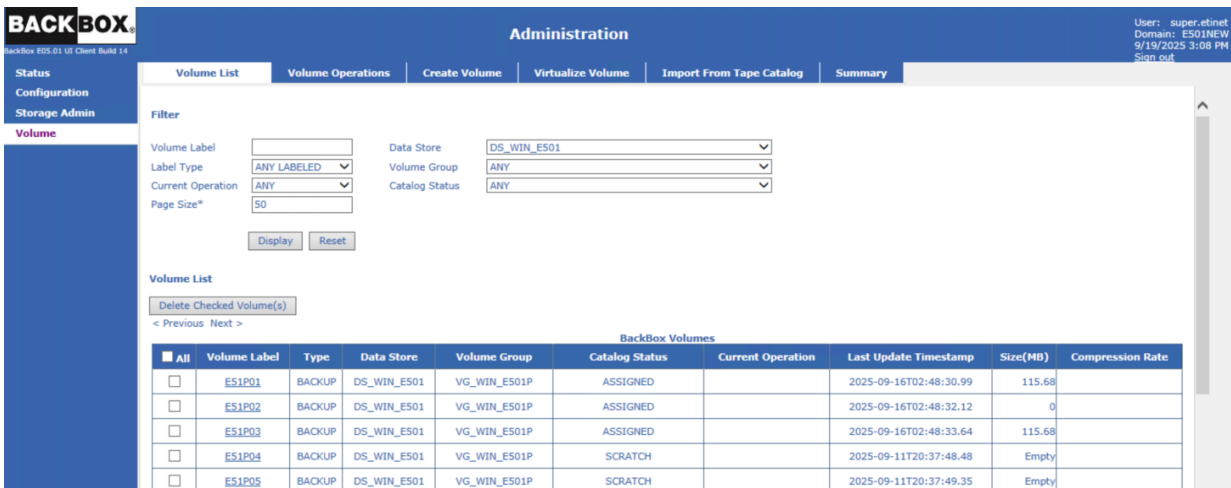 BACKBOX®
BackBox E05.01 UI Client Build 14
Administration
User: super.etinet
Domain: E501NEW
9/19/2025 3:08 PM
Sign out
Status
Configuration
Storage Admin
Volume
Volume List Volume Operations Create Volume Virtualize Volume Import From Tape Catalog Summary
Filter
Volume Label Data Store DS_WIN_E501
Label Type ANY LABELED Volume Group ANY
Current Operation ANY Catalog Status ANY
Page Size* 50
Display Reset
Volume List
Delete Checked Volume(s)
< Previous Next >
BackBox Volumes
All Volume Label Type Data Store Volume Group Catalog Status Current Operation Last Update Timestamp Size(MB) Compression Rate
E51P01 BACKUP DS_WIN_E501 VG_WIN_E501P ASSIGNED 2025-09-16T02:48:30.99 115.68
E51P02 BACKUP DS_WIN_E501 VG_WIN_E501P ASSIGNED 2025-09-16T02:48:32.12 0
E51P03 BACKUP DS_WIN_E501 VG_WIN_E501P ASSIGNED 2025-09-16T02:48:33.64 115.68
E51P04 BACKUP DS_WIN_E501 VG_WIN_E501P SCRATCH 2025-09-11T20:37:48.48 Empty
E51P05 BACKUP DS_WIN_E501 VG_WIN_E501P SCRATCH 2025-09-11T20:37:49.35 Empty